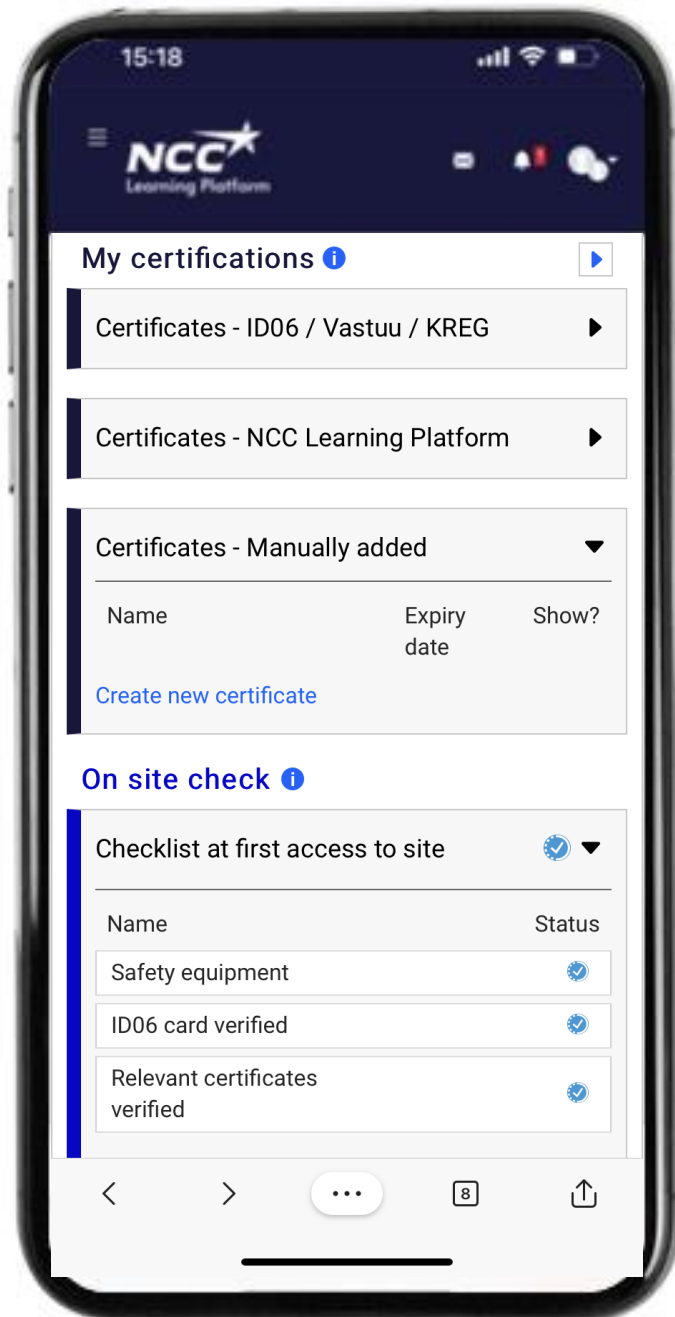 15:18
NCC
Learning Platform
My certifications
Certificates - ID06 / Vastuu / KREG
Certificates - NCC Learning Platform
Certificates - Manually added
Name Expiry date Show?
Create new certificate
On site check
Checklist at first access to site
Name Status
Safety equipment
ID06 card verified
Relevant certificates
verified
8